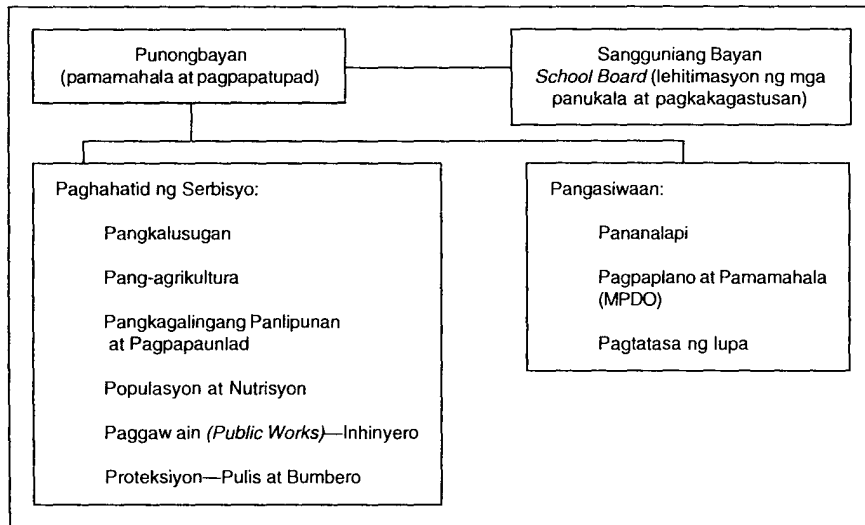 Punongbayan
(pamamahala at pagpapatupad)
Sangguniang Bayan
School Board (lehitimasyon ng mga
panukala at pagkakagastusan)
Paghahatid ng Serbisyo:
Pangkalusugan
Pang-agrikultura
Pangkagalingang Panlipunan
at Pagpapaunlad
Populasyon at Nutrisyon
Paggaw ain (Public Works)—Inhinyero
Proteksiyon—Pulis at Bumbero
Pangasiwaan:
Pananalapi
Pagpaplano at Pamamahala
(MPDO)
Pagtatasa ng lupa